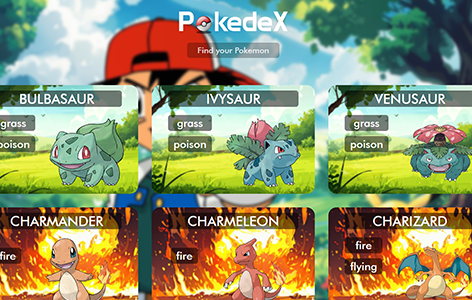 PokedeX
Find your Pokemon
BULBASAUR
grass
poison
IVYSAUR
grass
poison
VENUSAUR
grass
poison
CHARMANDER
fire
CHARMELEON
fire
CHARIZARD
fire
flying